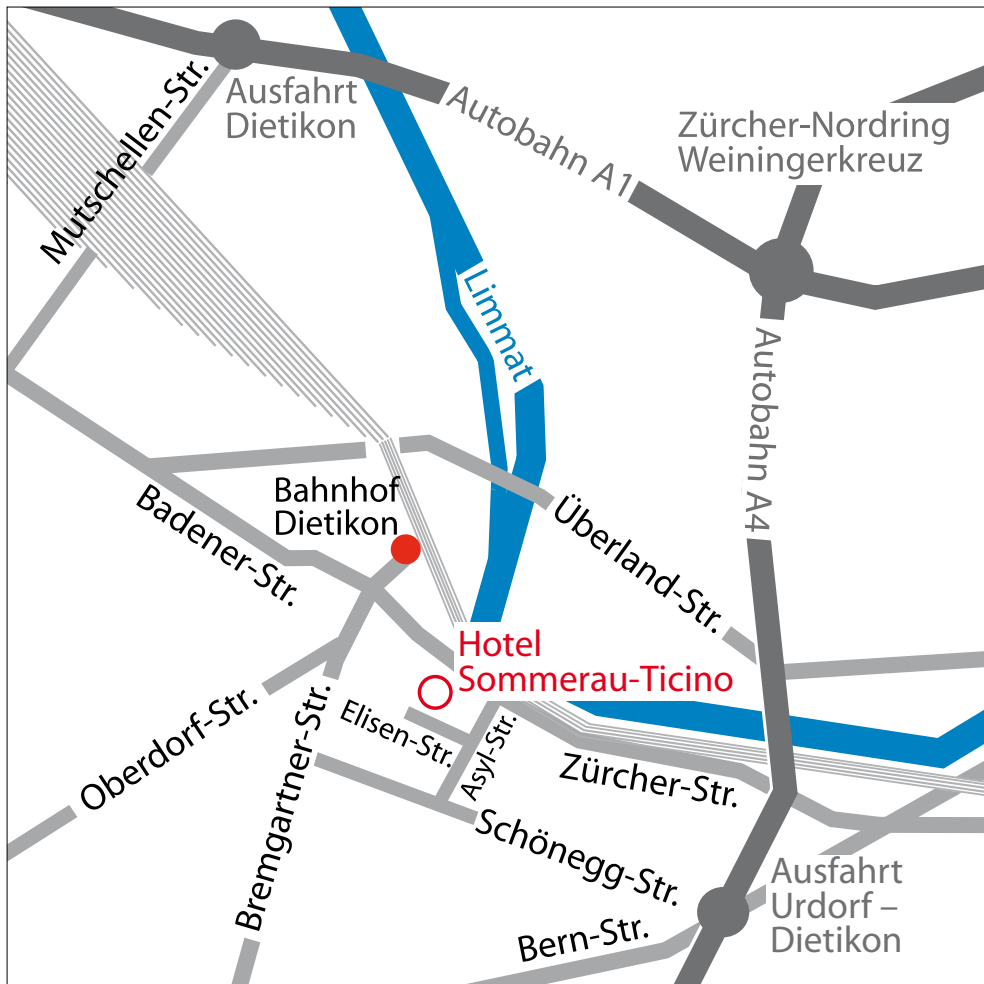 Mutschellen-Str.
Ausfahrt
Dietikon
Autobahn A1
Zürcher-Nordring
Weiningerkreuz
Limmat
Autobahn A4
Bahnhof
Dietikon
Badener-Str.
Überland-Str.
Hotel
Sommerau-Ticino
Elisen-Str.
Asyl-Str.
Oberdorf-Str.
Bremgartner-Str.
Zürcher-Str.
Schönegg-Str.
Bern-Str.
Ausfahrt
Urdorf –
Dietikon